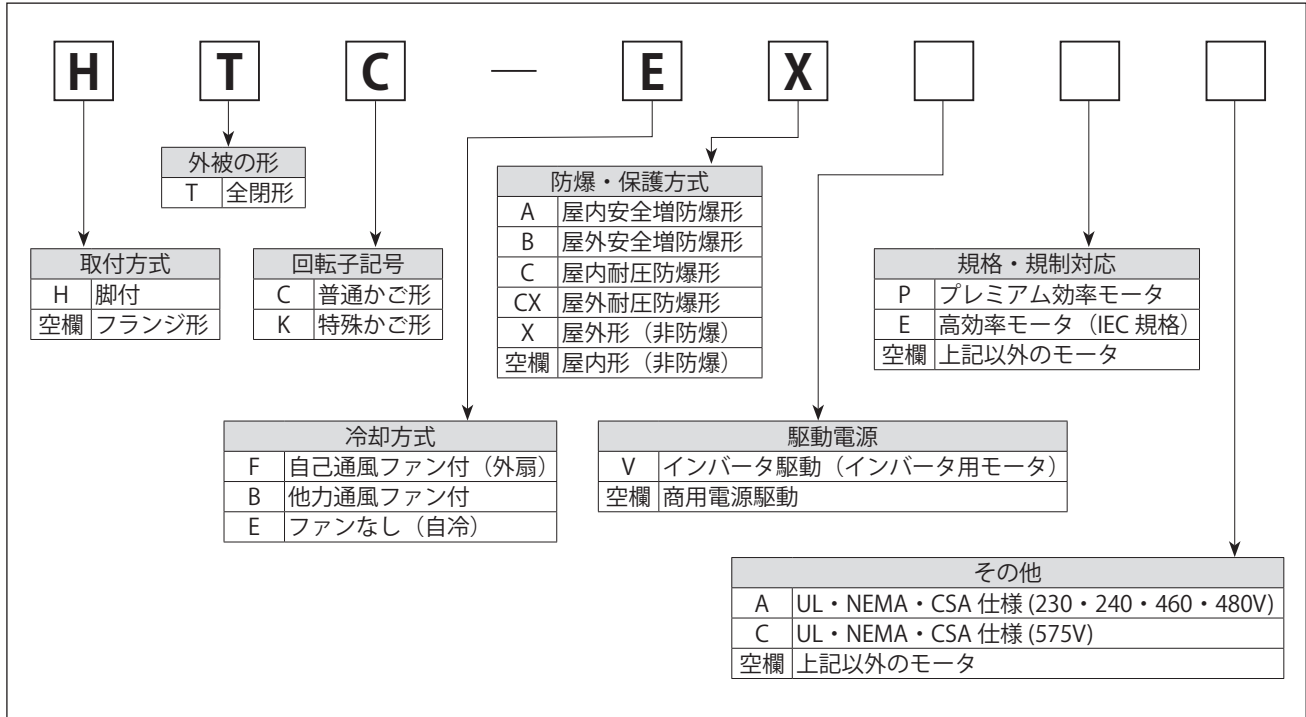 H T C — E X
外被の形
T 全閉形
取付方式
H 脚付
空欄 フランジ形
回転子記号
C 普通かご形
K 特殊かご形
防爆・保護方式
A 屋内安全増防爆形
B 屋外安全増防爆形
C 屋内耐圧防爆形
CX 屋外耐圧防爆形
X 屋外形（非防爆）
空欄 屋内形（非防爆）
規格・規制対応
P プレミアム効率モータ
E 高効率モータ（IEC 規格）
空欄 上記以外のモータ
冷却方式
F 自己通風ファン付（外扇）
B 他力通風ファン付
E ファンなし（自冷）
駆動電源
V インバータ駆動（インバータ用モータ）
空欄 商用電源駆動
その他
A UL・NEMA・CSA 仕様 (230・240・460・480V)
C UL・NEMA・CSA 仕様 (575V)
空欄 上記以外のモータ